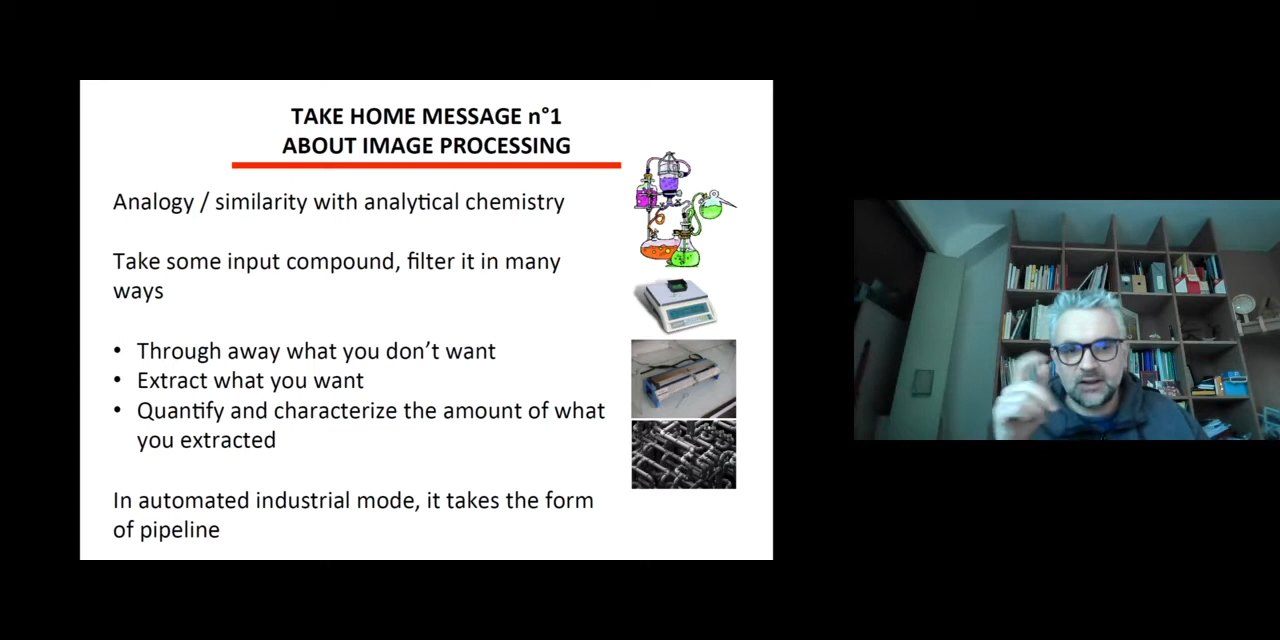 TAKE HOME MESSAGE n°1
ABOUT IMAGE PROCESSING
Analogy / similarity with analytical chemistry
Take some input compound, filter it in many
ways
• Through away what you don't want
• Extract what you want
• Quantify and characterize the amount of what
you extracted
In automated industrial mode, it takes the form
of pipeline